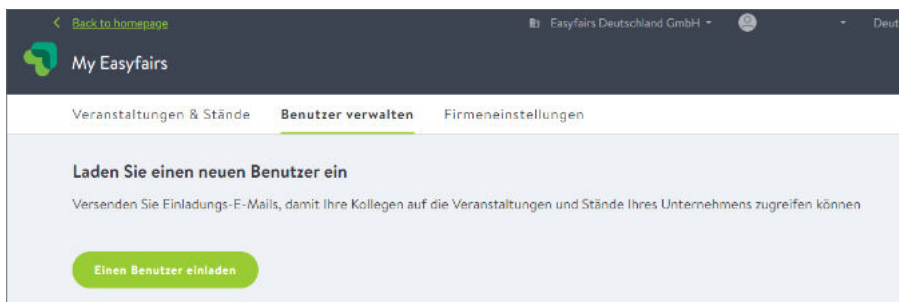 Back to homepage
Easyfairs Deutschland GmbH
Deut
My Easyfairs
Veranstaltungen & Stände
Benutzer verwalten
Firmeneinstellungen
Laden Sie einen neuen Benutzer ein
Versenden Sie Einladungs-E-Mails, damit Ihre Kollegen auf die Veranstaltungen und Stände Ihres Unternehmens zugreifen können
Einen Benutzer einladen